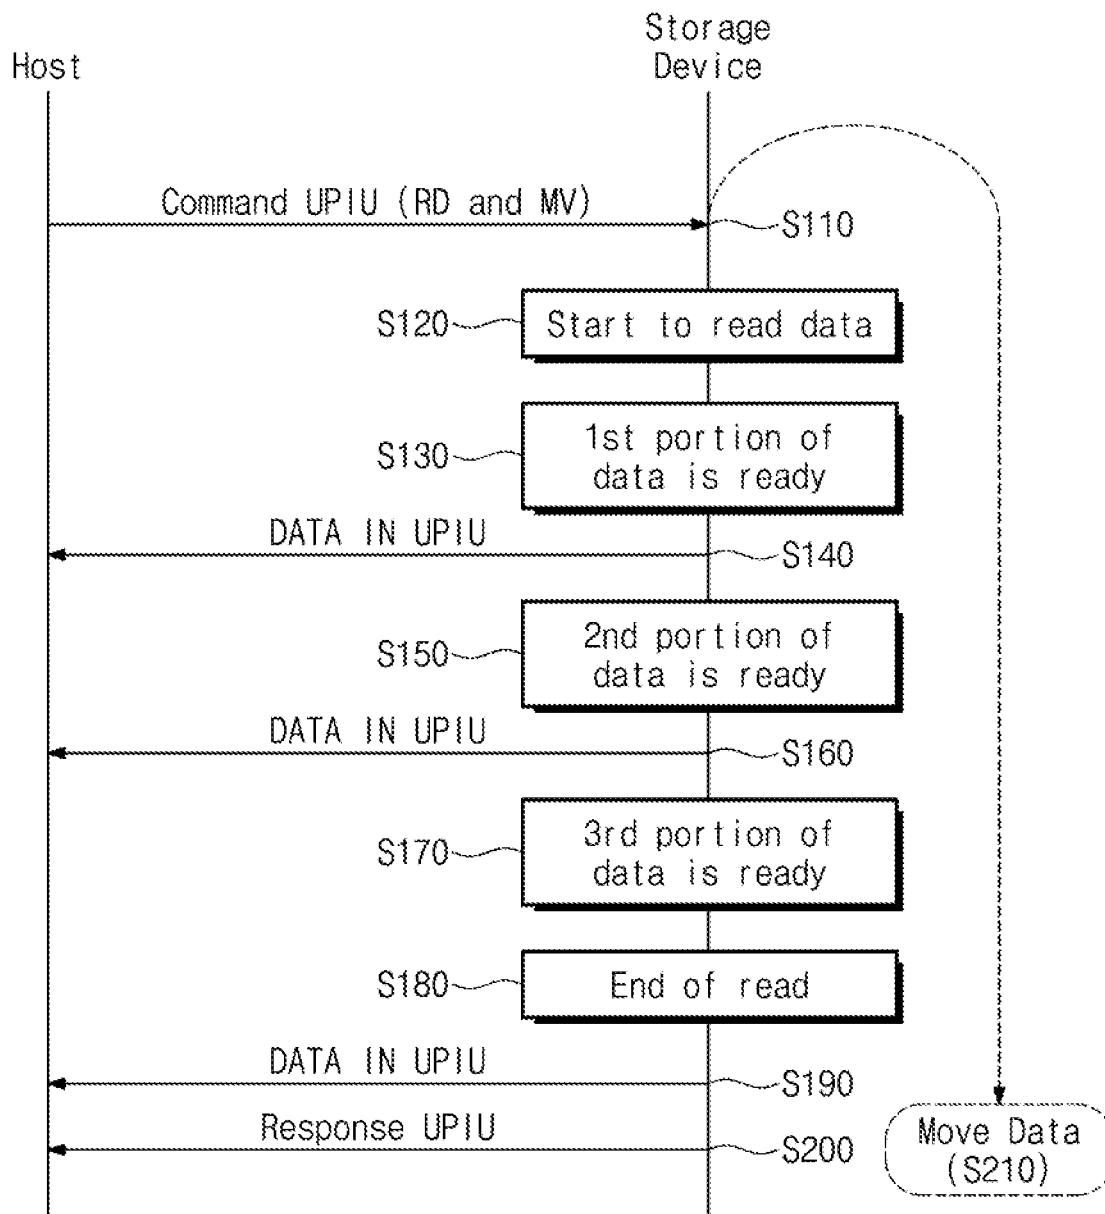 Storage
Device
Host
Command UPIU (RD and MV)
S110
S120
Start to read data
S130
1st portion of
data is ready
DATA IN UPIU
S140
S150
2nd portion of
data is ready
DATA IN UPIU
S160
S170
3rd portion of
data is ready
S180
End of read
DATA IN UPIU
S190
Response UPIU
S200
Move Data
(S210)